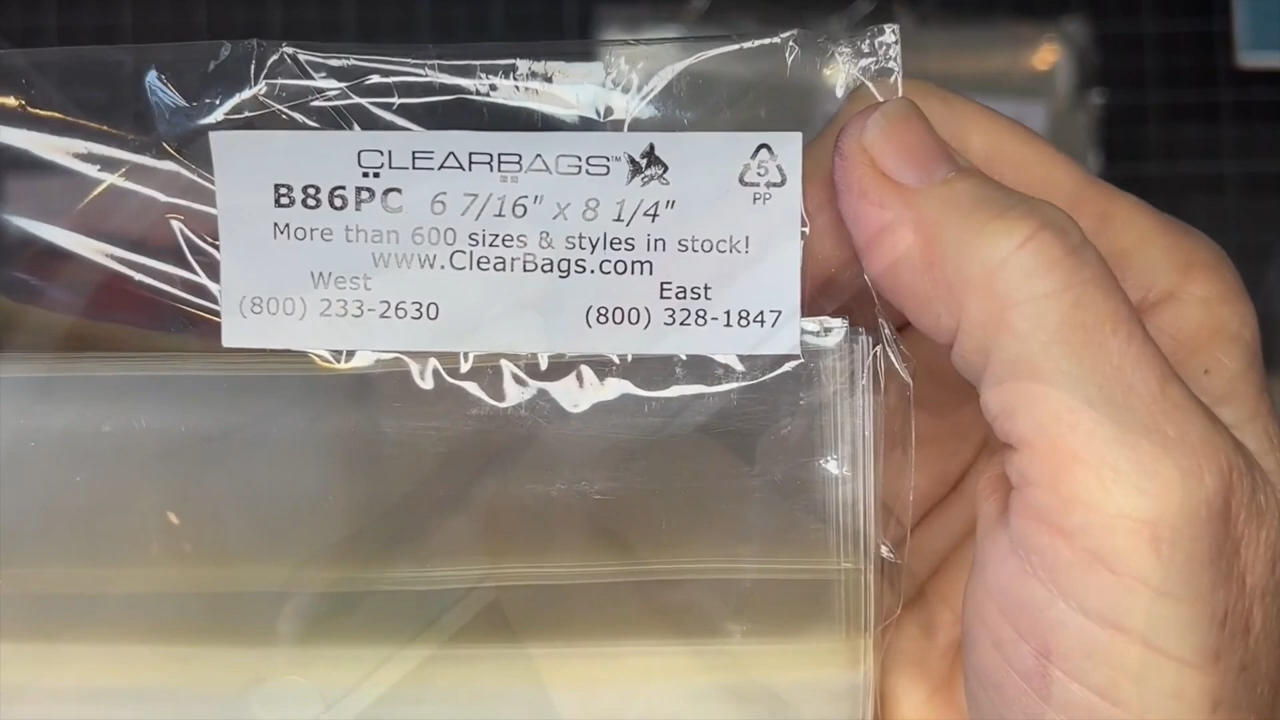 CLEARBAGS™
5
PP
B86PC 6 7/16" x 8 1/4"
More than 600 sizes & styles in stock!
www.ClearBags.com
West
East
(800) 233-2630
(800) 328-1847